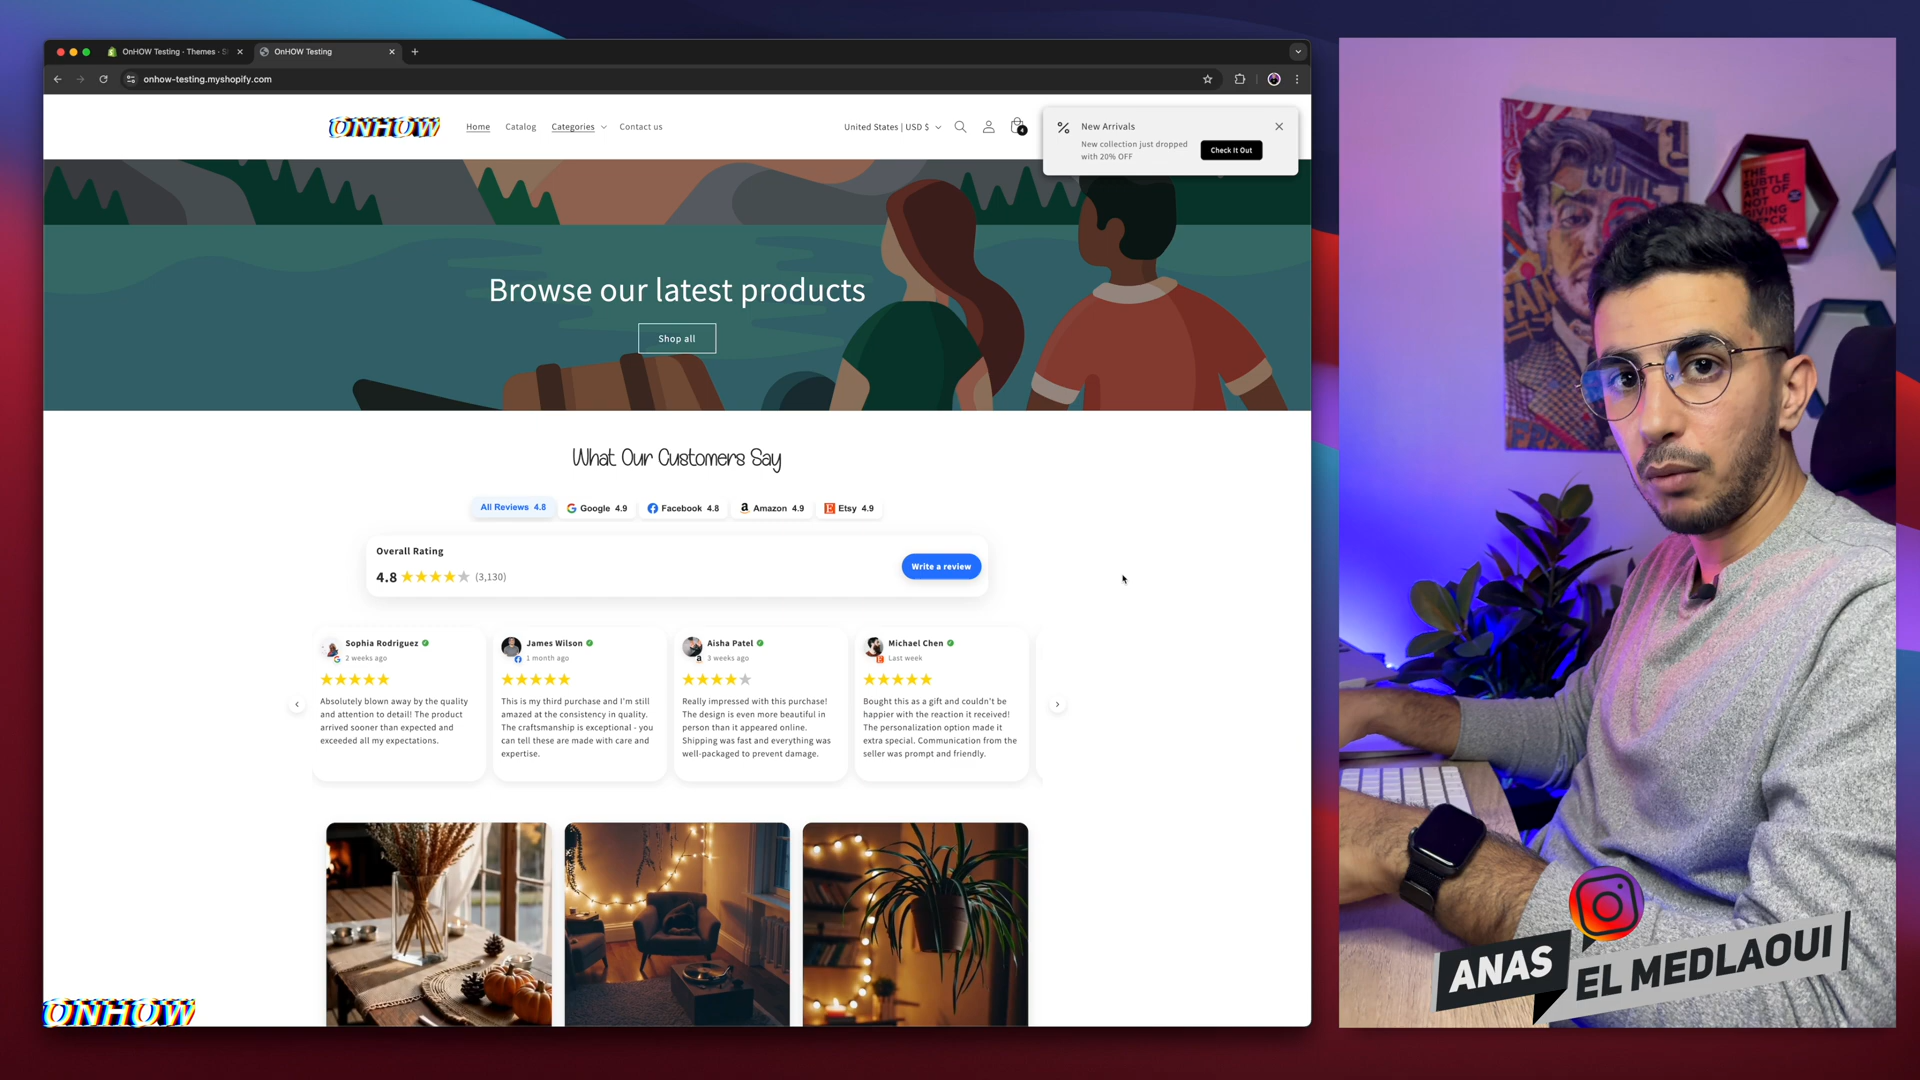 OnHOW Testing · Themes · S
OnHOW Testing
onhow-testing.myshopify.com
ONHOW
Home
Catalog
Categories
Contact us
United States | USD $
4
New Arrivals
New collection just dropped
with 20% OFF
Check It Out
Browse our latest products
Shop all
What Our Customers Say
All Reviews 4.8
Google 4.9
Facebook 4.8
Amazon 4.9
Etsy 4.9
Overall Rating
4.8 ★★★★★ (3,130)
Write a review
Sophia Rodriguez
2 weeks ago
Absolutely blown away by the quality
and attention to detail! The product
arrived sooner than expected and
exceeded all my expectations.
James Wilson
1 month ago
This is my third purchase and I'm still
amazed at the consistency in quality.
The craftsmanship is exceptional - you
can tell these are made with care and
expertise.
Aisha Patel
3 weeks ago
Really impressed with this purchase!
The design is even more beautiful in
person than it appeared online.
Shipping was fast and everything was
well-packaged to prevent damage.
Michael Chen
Last week
Bought this as a gift and couldn't be
happier with the reaction it received!
The personalization option made it
extra special. Communication from the
seller was prompt and friendly.
ONHOW
COMET
FAN
THE
SUBTLE
ART OF
NOT
GIVING
A F*CK
ANAS
EL MEDLAOUI